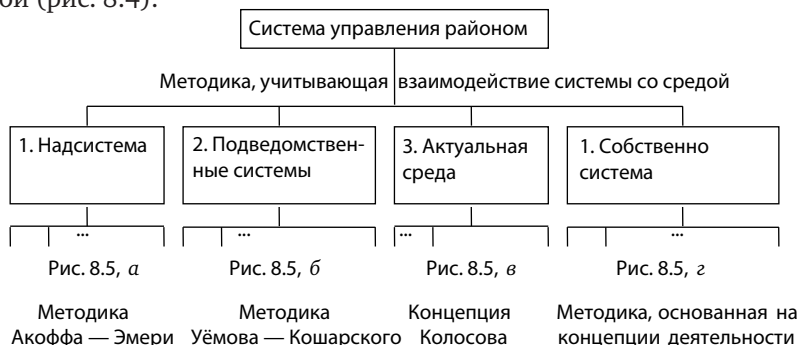 ой (рис. 8.4).
Система управления районом
Методика, учитывающая взаимодействие системы со средой
1. Надсистема
2. Подведомствен-
ные системы
3. Актуальная
среда
1. Собственно
система
...
...
...
...
Рис. 8.5, а
Рис. 8.5, б
Рис. 8.5, в
Рис. 8.5, г
Методика
Акоффа — Эмери
Методика
Уёмова — Кошарского
Концепция
Колосова
Методика, основанная на
концепции деятельности